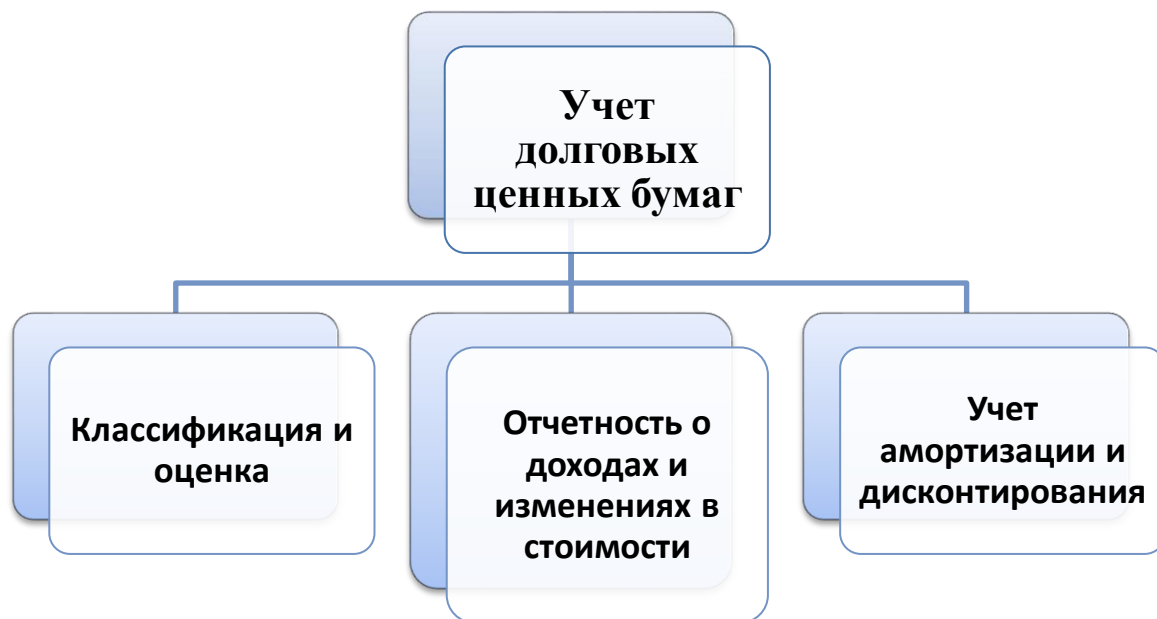 Учет
долговых
ценных бумаг
Классификация и
оценка
Отчетность о
доходах и
изменениях в
стоимости
Учет
амортизации и
дисконтирования